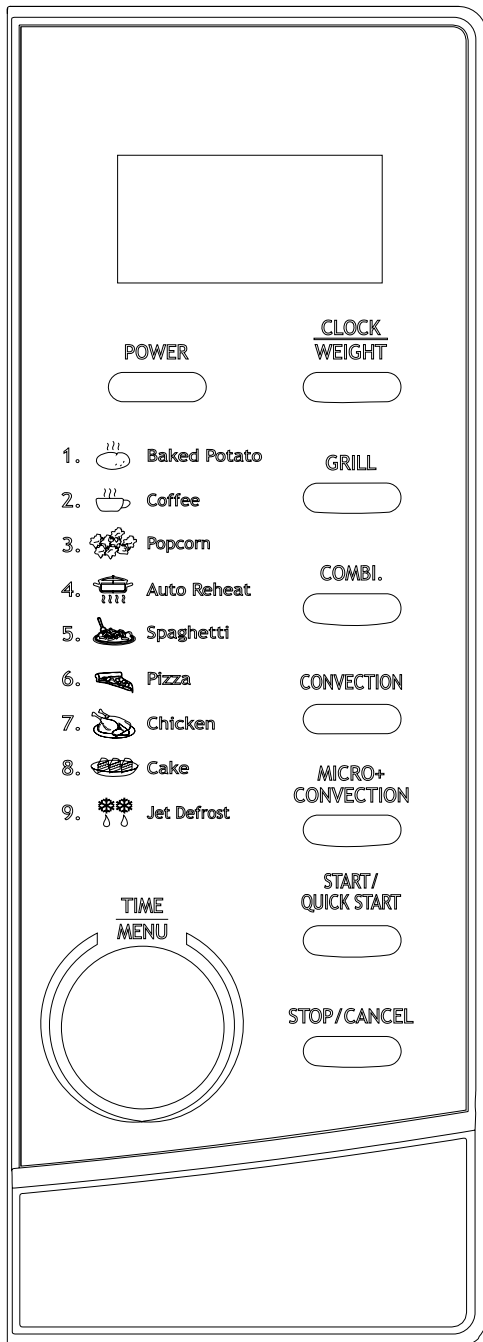 CLOCK
POWER
WEIGHT
1. Baked Potato
GRILL
2. Coffee
3. Popcorn
COMBI.
4. Auto Reheat
5. Spaghetti
6. Pizza
CONVECTION
7. Chicken
8. Cake
MICRO+
CONVECTION
9. Jet Defrost
START/
QUICK START
TIME
MENU
STOP/CANCEL